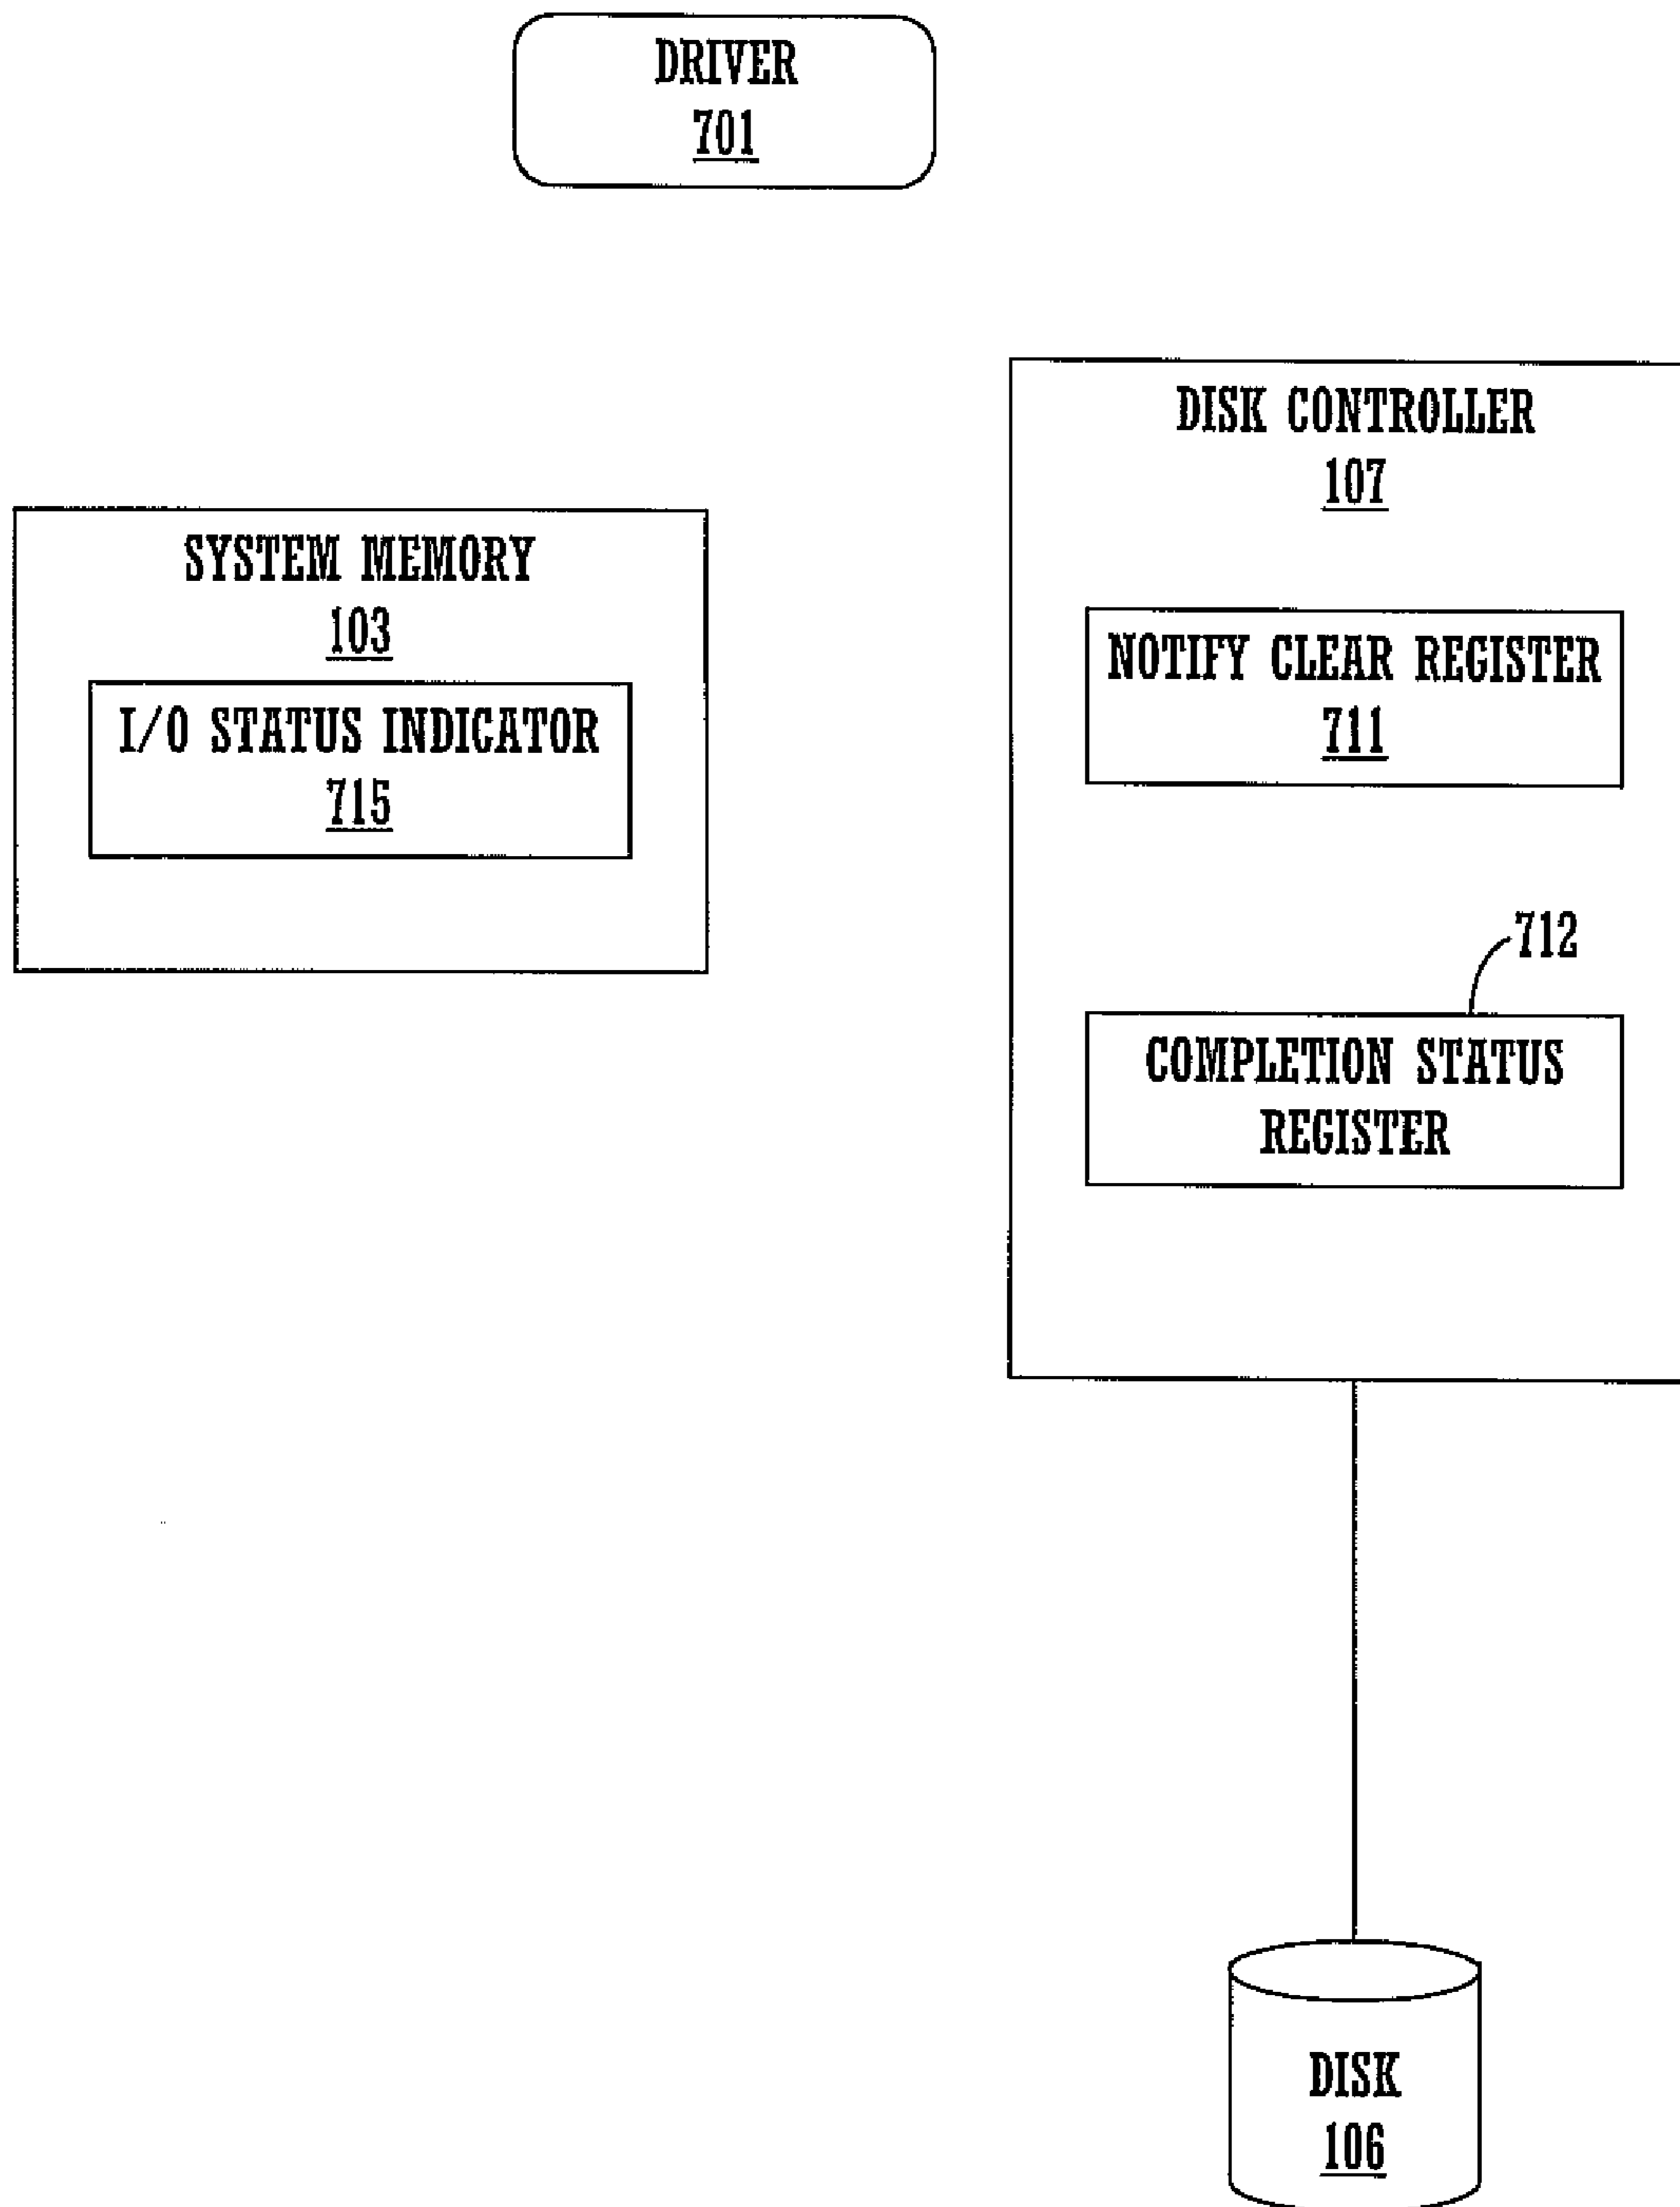 DRIVER
701
DISK CONTROLLER
107
SYSTEM MEMORY
103
I/O STATUS INDICATOR
715
NOTIFY CLEAR REGISTER
711
712
COMPLETION STATUS
REGISTER
DISK
106